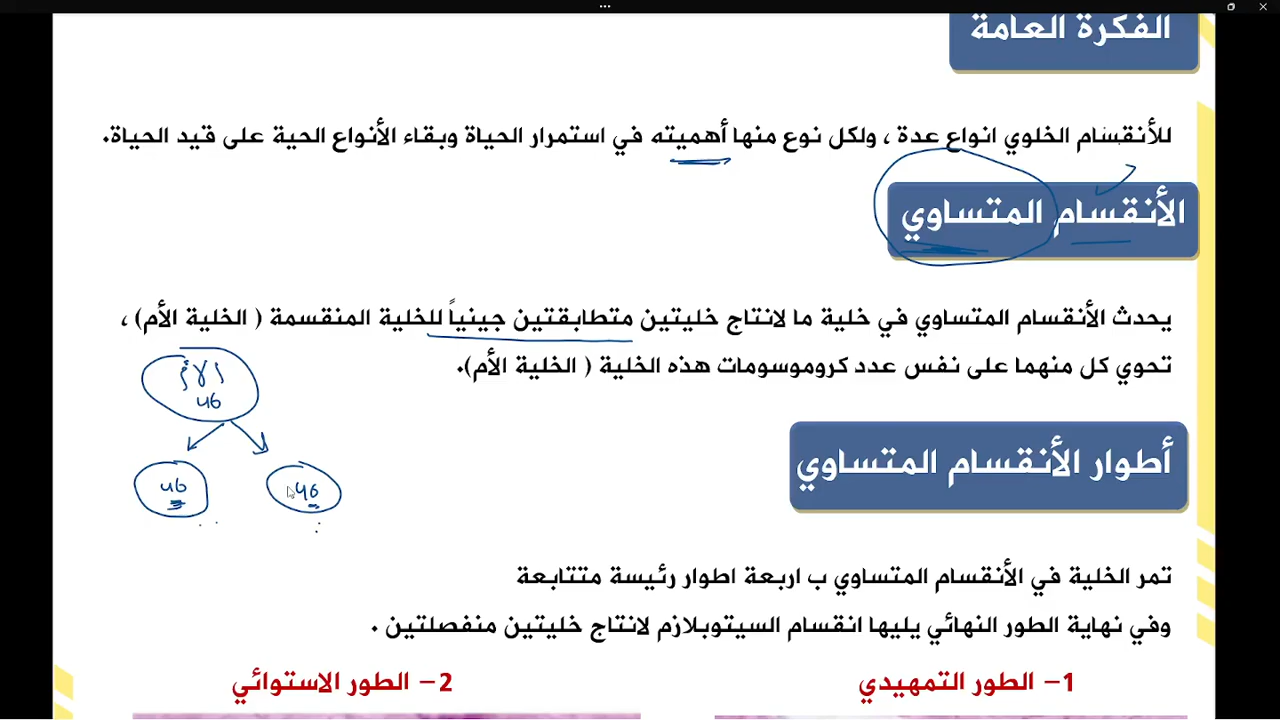 الفكرة العامة
للأنقسام الخلوي انواع عدة ، ولكل نوع منها أهميته في استمرار الحياة وبقاء الأنواع الحية على قيد الحياة.
الأنقسام المتساوي
يحدث الأنقسام المتساوي في خلية ما لانتاج خليتين متطابقتين جينياً للخلية المنقسمة ( الخلية الأم) ،
تحوي كل منهما على نفس عدد كروموسومات هذه الخلية ( الخلية الأم).
الأم
46
46
46
أطوار الأنقسام المتساوي
تمر الخلية في الأنقسام المتساوي ب اربعة اطوار رئيسة متتابعة
وفي نهاية الطور النهائي يليها انقسام السيتوبلازم لانتاج خليتين منفصلتين .
1- الطور التمهيدي
2- الطور الاستوائي